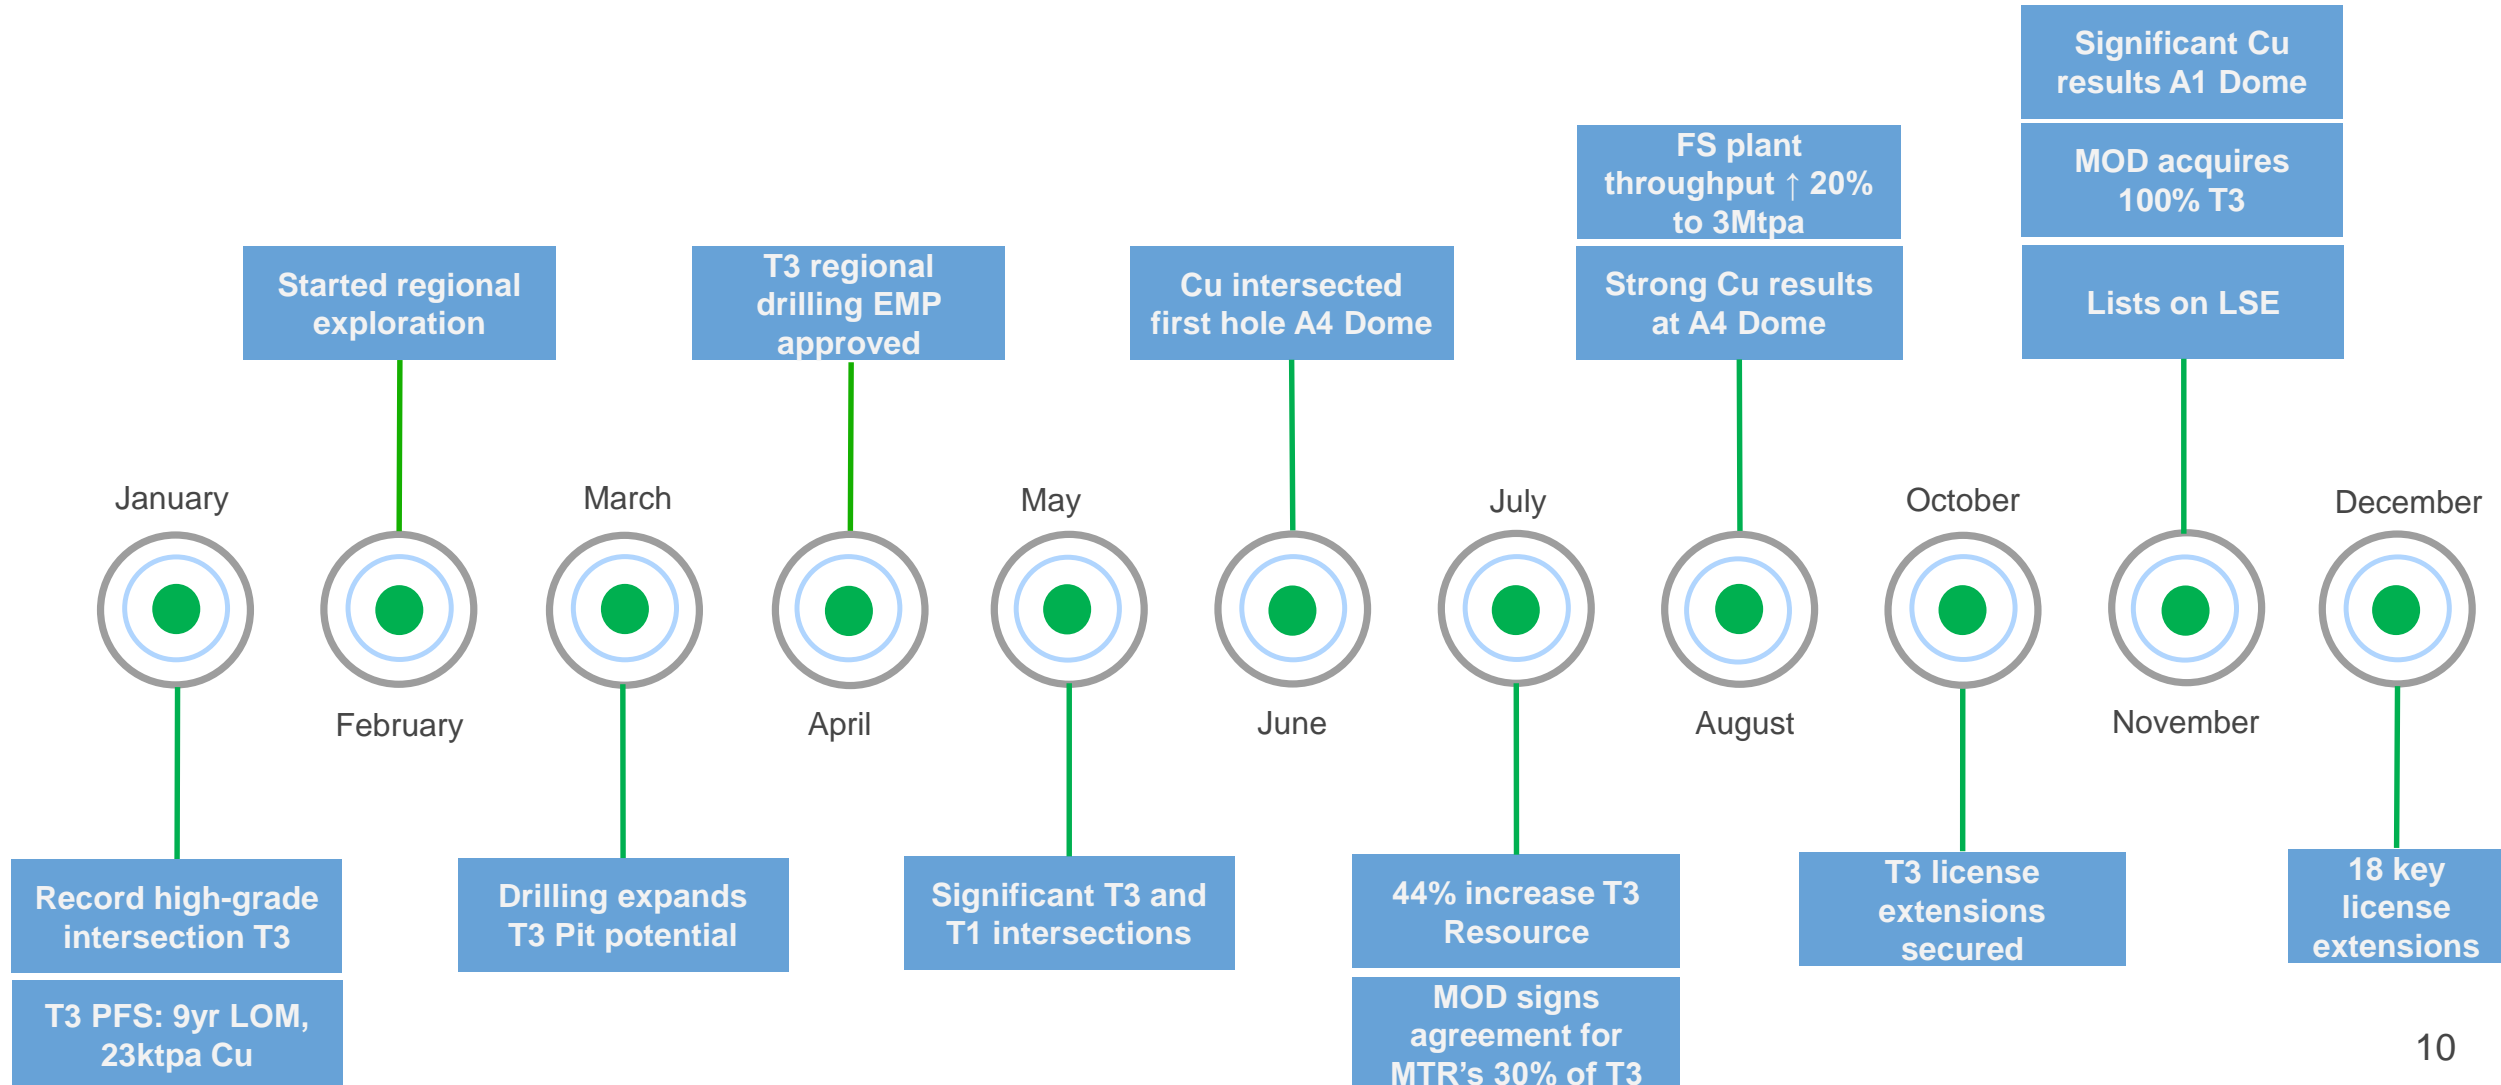 Significant Cu
results A1 Dome
MOD acquires
100% T3
Lists on LSE
FS plant
throughput ↑ 20%
to 3Mtpa
Strong Cu results
at A4 Dome
Started regional
exploration
T3 regional
drilling EMP
approved
Cu intersected
first hole A4 Dome
January
March
May
July
October
December
February
April
June
August
November
Record high-grade
intersection T3
T3 PFS: 9yr LOM,
23ktpa Cu
Drilling expands
T3 Pit potential
Significant T3 and
T1 intersections
44% increase T3
Resource
MOD signs
agreement for
MTR’s 30% of T3
T3 license
extensions
secured
18 key
license
extensions
10